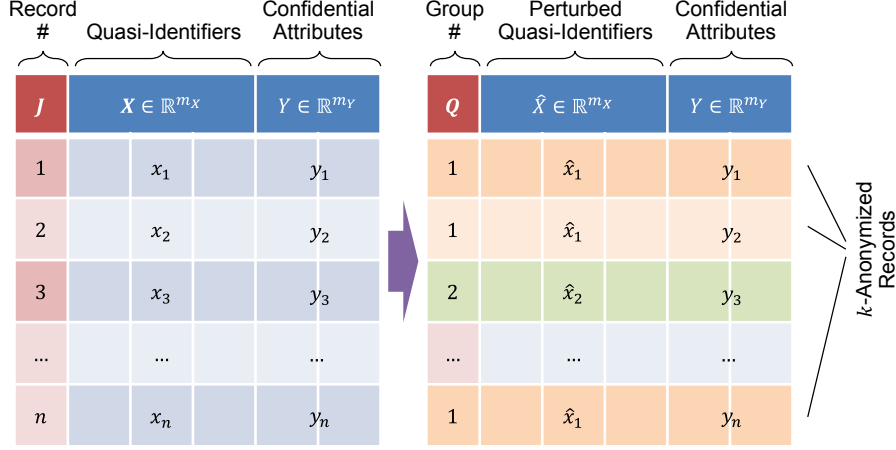 Record
#
Quasi-Identifiers
Confidential
Attributes
J
X ∈ ℝ^{m_X}
Y ∈ ℝ^{m_Y}
1
x_1
y_1
2
x_2
y_2
3
x_3
y_3
...
...
...
n
x_n
y_n
Group
#
Perturbed
Quasi-Identifiers
Confidential
Attributes
Q
X̂ ∈ ℝ^{m_X}
Y ∈ ℝ^{m_Y}
1
x̂_1
y_1
1
x̂_1
y_2
2
x̂_2
y_3
...
...
...
1
x̂_1
y_n
k-Anonymized
Records